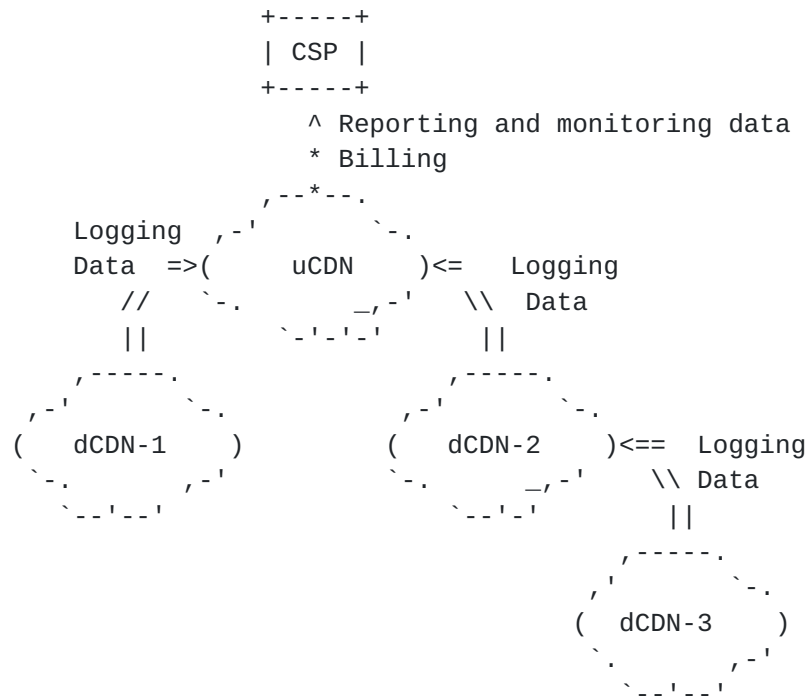 CSP
Reporting and monitoring data
Billing
Logging
Data
uCDN
Logging
Data
dCDN-1
dCDN-2
Logging
Data
dCDN-3